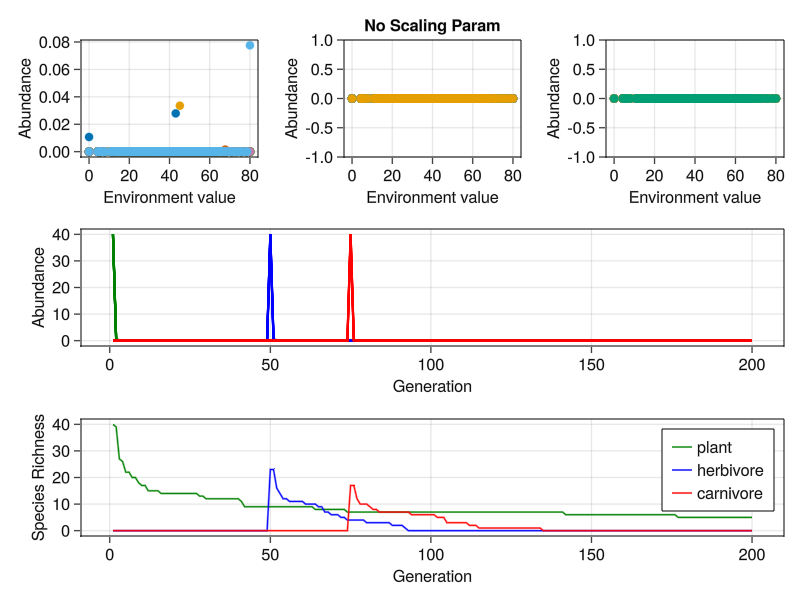 No Scaling Param
Abundance
0.08
0.06
0.04
0.02
0.00
0 20 40 60 80
Environment value
Abundance
1.0
0.5
0.0
-0.5
-1.0
0 20 40 60 80
Environment value
Abundance
1.0
0.5
0.0
-0.5
-1.0
0 20 40 60 80
Environment value
Abundance
40
30
20
10
0
0 50 100 150 200
Generation
Species Richness
40
30
20
10
0
plant
herbivore
carnivore
0 50 100 150 200
Generation